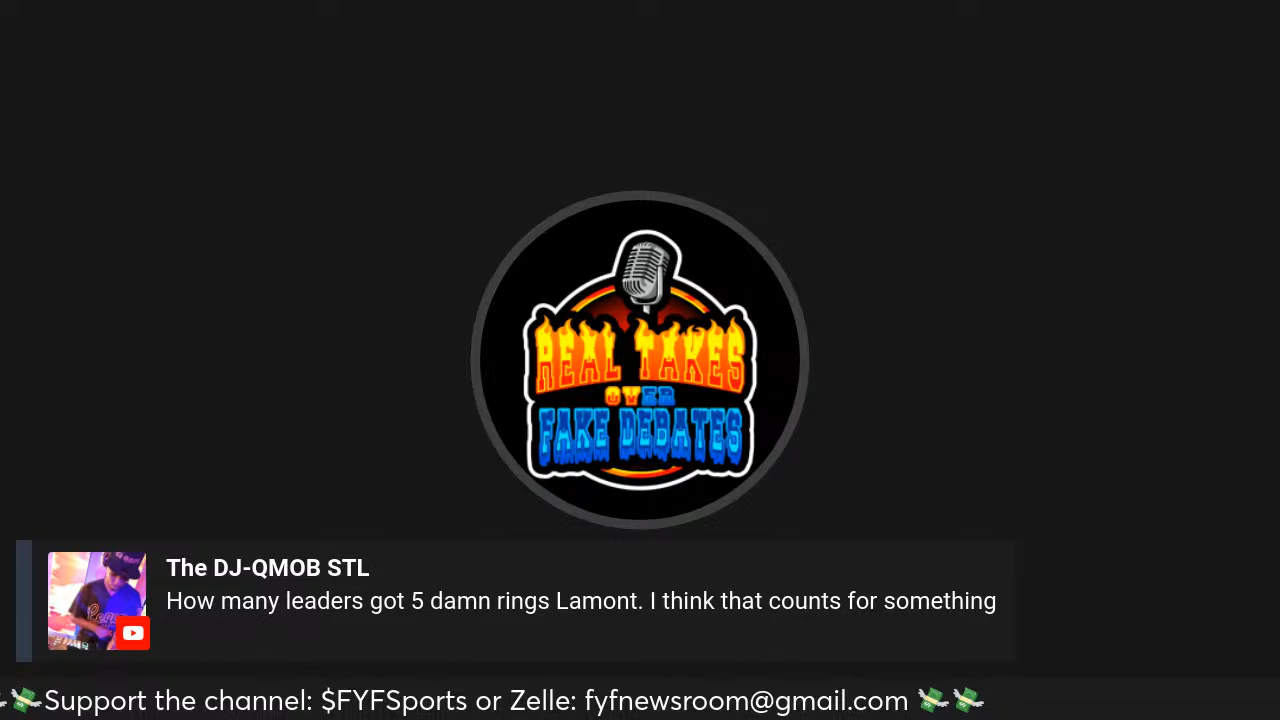 REAL TAKES
OVER
FAKE DEBATES
The DJ-QMOB STL
How many leaders got 5 damn rings Lamont. I think that counts for something
💸Support the channel: $FYFSports or Zelle: fyfnewsroom@gmail.com 💸💸